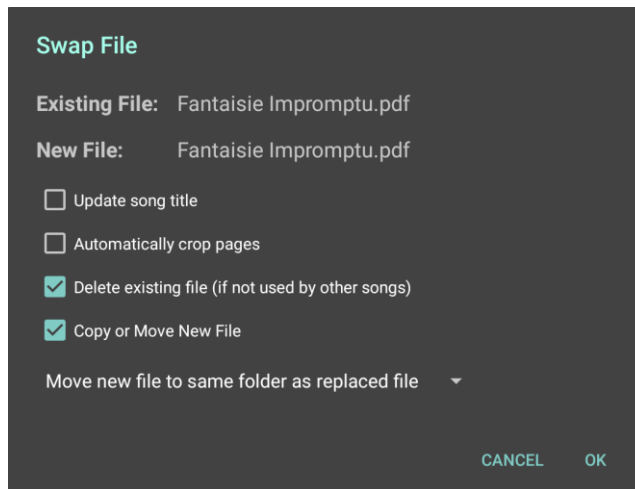 Swap File
Existing File: Fantaisie Impromptu.pdf
New File: Fantaisie Impromptu.pdf
Update song title
Automatically crop pages
Delete existing file (if not used by other songs)
Copy or Move New File
Move new file to same folder as replaced file
CANCEL OK